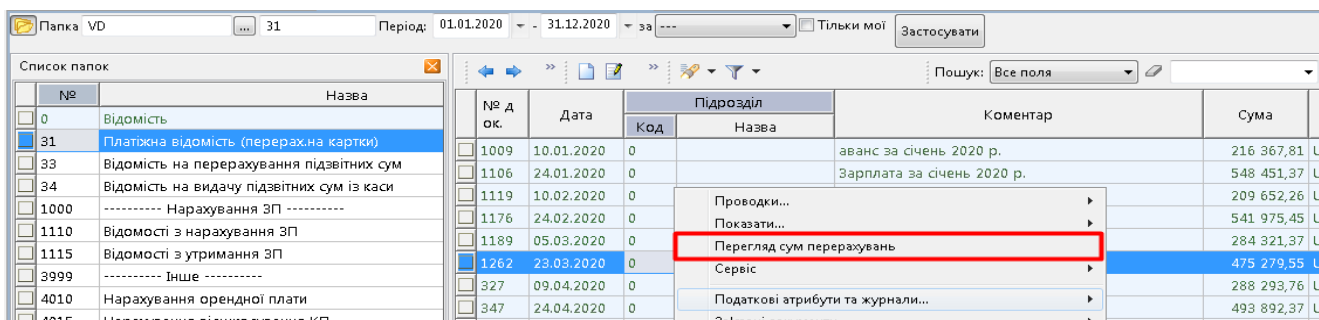 Папка VD ... 31 Період: 01.01.2020 - 31.12.2020 за --- Тільки мої Застосувати
Список папок
№ Назва
0 Відомість
31 Платіжна відомість (перерах.на картки)
33 Відомість на перерахування підзвітних сум
34 Відомість на видачу підзвітних сум із каси
1000 ---------- Нарахування ЗП ----------
1110 Відомості з нарахування ЗП
1115 Відомості з утримання ЗП
3999 ---------- Інше ----------
4010 Нарахування орендної плати
Пошук: Все поля
№ д ок. Дата Підрозділ Коментар Сума
Код Назва
1009 10.01.2020 0 аванс за січень 2020 р. 216 367,81
1106 24.01.2020 0 Зарплата за січень 2020 р. 548 451,37
1119 10.02.2020 0 209 652,26
1176 24.02.2020 0 541 975,45
1189 05.03.2020 0 284 321,37
1262 23.03.2020 0 475 279,55
327 09.04.2020 0 288 293,76
347 24.04.2020 0 493 892,37
Проводки...
Показати...
Перегляд сум перерахувань
Сервіс
Податкові атрибути та журнали...